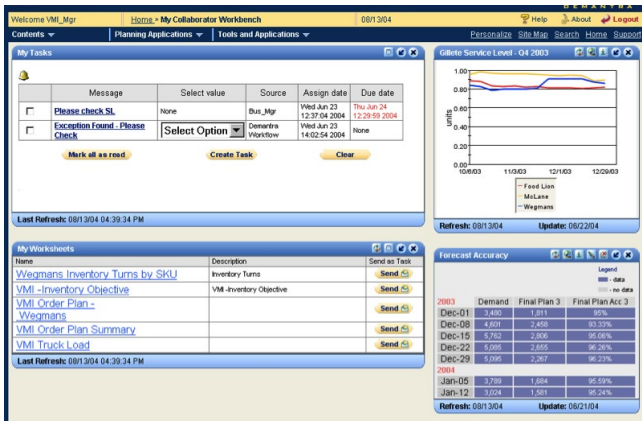 DEMANTRA
Welcome VMI_Mgr Home > My Collaborator Workbench 08/13/04 Help About Logout
Contents Planning Applications Tools and Applications Personalize Site Map Search Home Support
My Tasks
Message Select value Source Assign date Due date
Please check SL None Bus_Mgr Wed Jun 23 12:37:04 2004 Thu Jun 24 12:29:59 2004
Exception Found - Please Check Select Option Demantra Workflow Wed Jun 23 14:02:54 2004 None
Mark all as read Create Task Clear
Last Refresh: 08/13/04 04:39:34 PM
Gillete Service Level - Q4 2003
units
1.00
0.80
0.60
0.40
0.20
0.00
10/6/03 11/3/03 12/1/03 12/29/03
Food Lion
McLane
Wegmans
Refresh: 08/13/04 Update: 06/22/04
My Worksheets
Name Description Send as Task
Wegmans Inventory Turns by SKU Inventory Turns Send
VMI -Inventory Objective VMI -Inventory Objective Send
VMI Order Plan - Wegmans Send
VMI Order Plan Summary Send
VMI Truck Load Send
Last Refresh: 08/13/04 04:39:34 PM
Forecast Accuracy
Legend
- data
- no data
2003 Demand Final Plan 3 Final Plan Acc 3
Dec-01 3,480 1,811 95%
Dec-08 4,601 2,458 93.33%
Dec-15 5,762 2,806 95.06%
Dec-22 5,095 2,655 96.26%
Dec-29 5,095 2,267 96.23%
2004
Jan-05 3,789 1,684 95.59%
Jan-12 3,024 1,581 95.24%
Refresh: 08/13/04 Update: 06/21/04